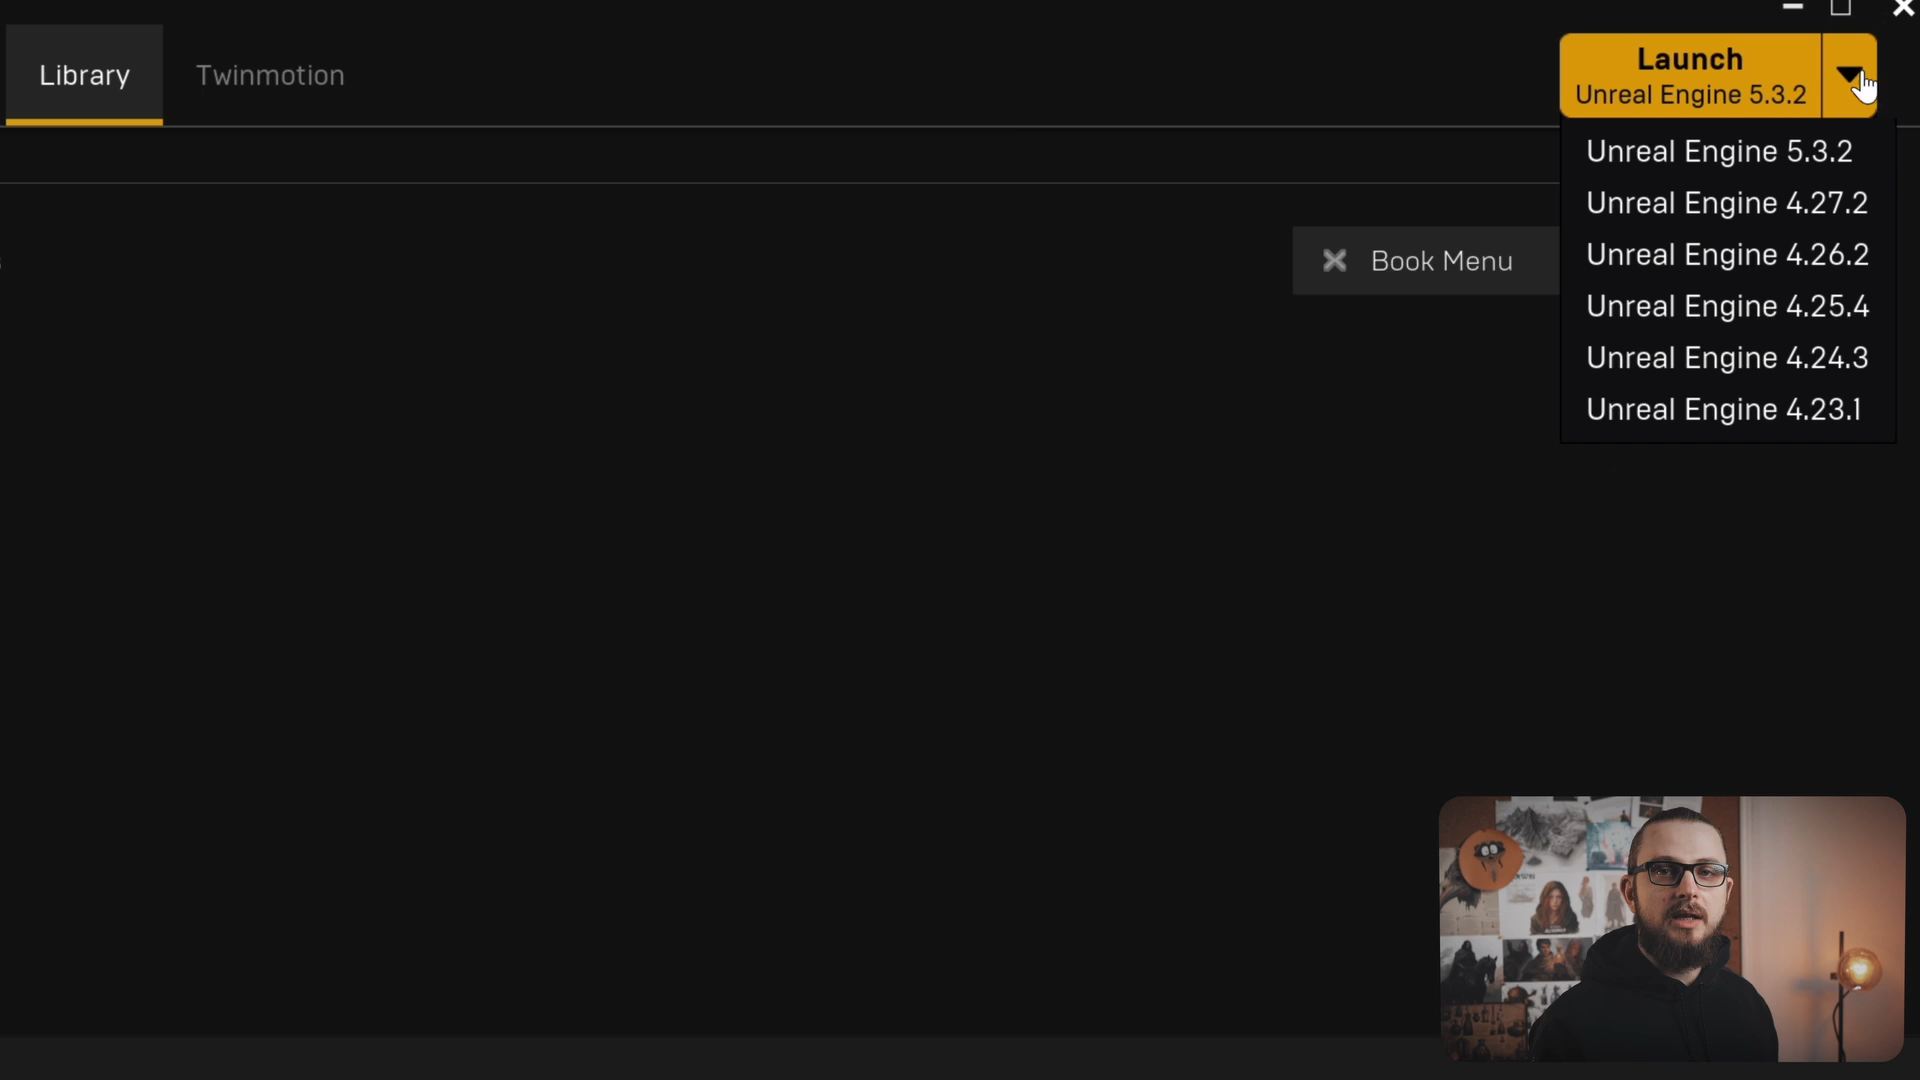 Library
Twinmotion
Launch
Unreal Engine 5.3.2
Unreal Engine 5.3.2
Unreal Engine 4.27.2
Unreal Engine 4.26.2
Unreal Engine 4.25.4
Unreal Engine 4.24.3
Unreal Engine 4.23.1
Book Menu